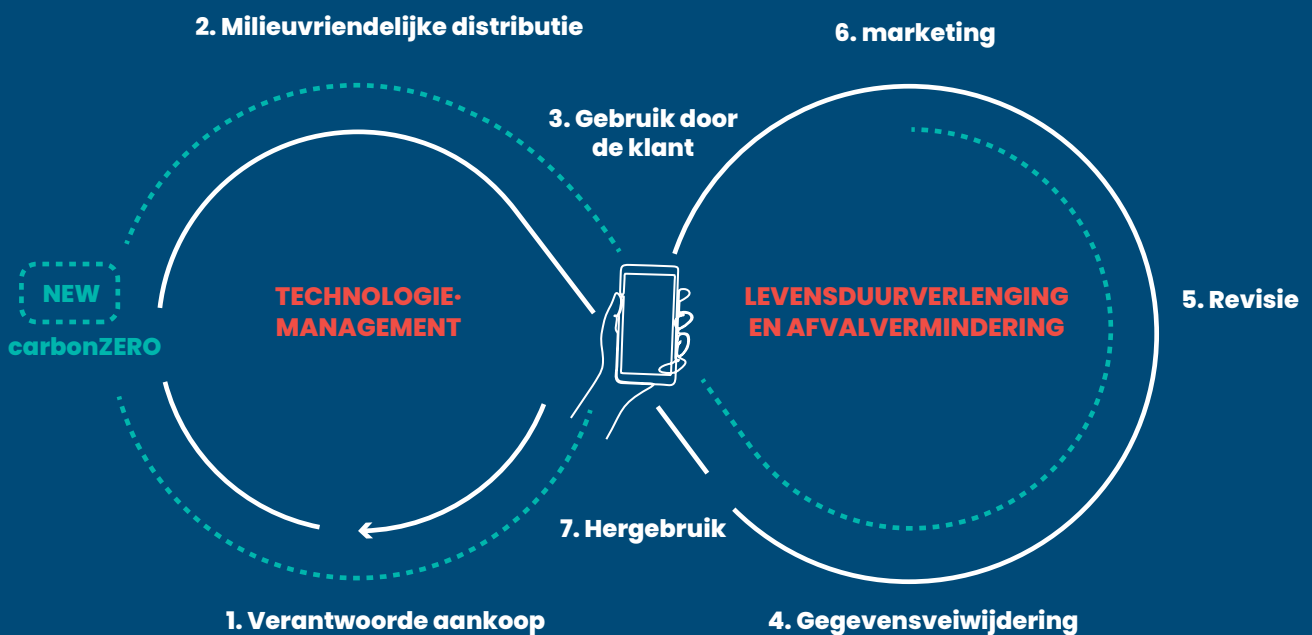 2. Milieuvriendelijke distributie
6. marketing
3. Gebruik door
de klant
NEW
carbonZERO
TECHNOLOGIE-
MANAGEMENT
LEVENSDUURVERLENGING
EN AFVALVERMINDERING
5. Revisie
7. Hergebruik
1. Verantwoorde aankoop
4. Gegevensveiwijdering